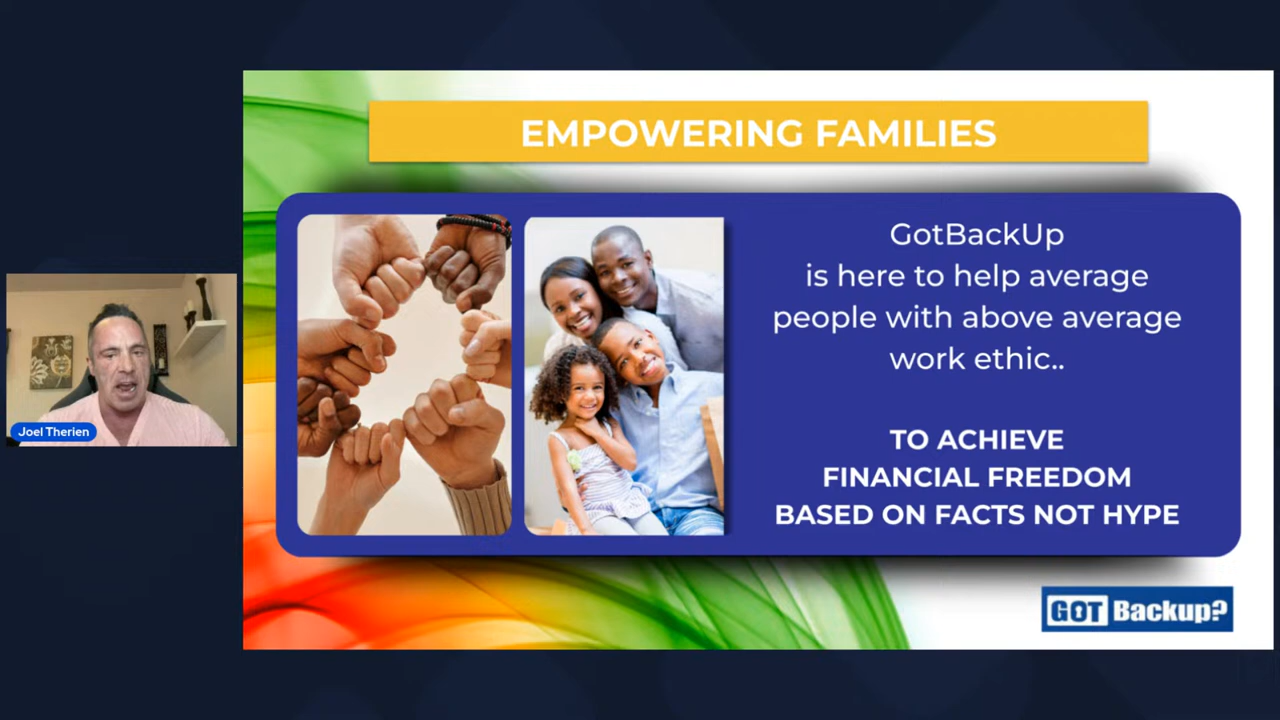 EMPOWERING FAMILIES
GotBackUp
is here to help average
people with above average
work ethic..
TO ACHIEVE
FINANCIAL FREEDOM
BASED ON FACTS NOT HYPE
Joel Therien
GOT Backup?